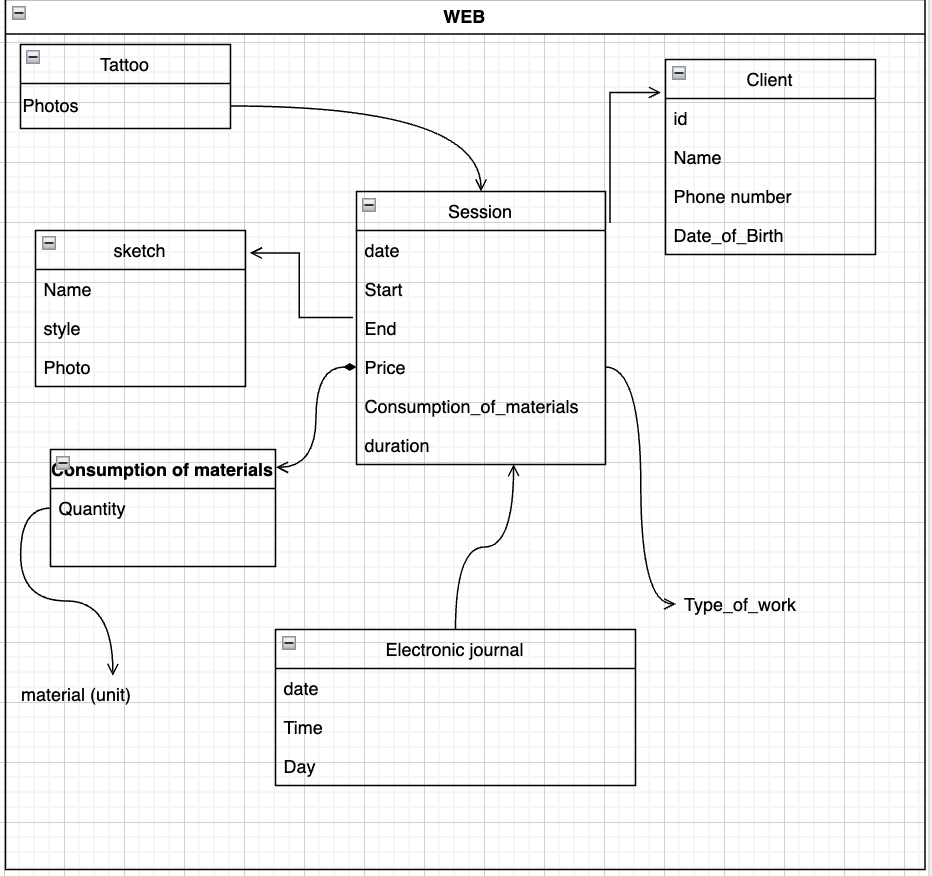 WEB
Tattoo
Photos
Client
id
Name
Phone number
Date_of_Birth
Session
date
Start
End
Price
Consumption_of_materials
duration
sketch
Name
style
Photo
Consumption of materials
Quantity
material (unit)
Type_of_work
Electronic journal
date
Time
Day